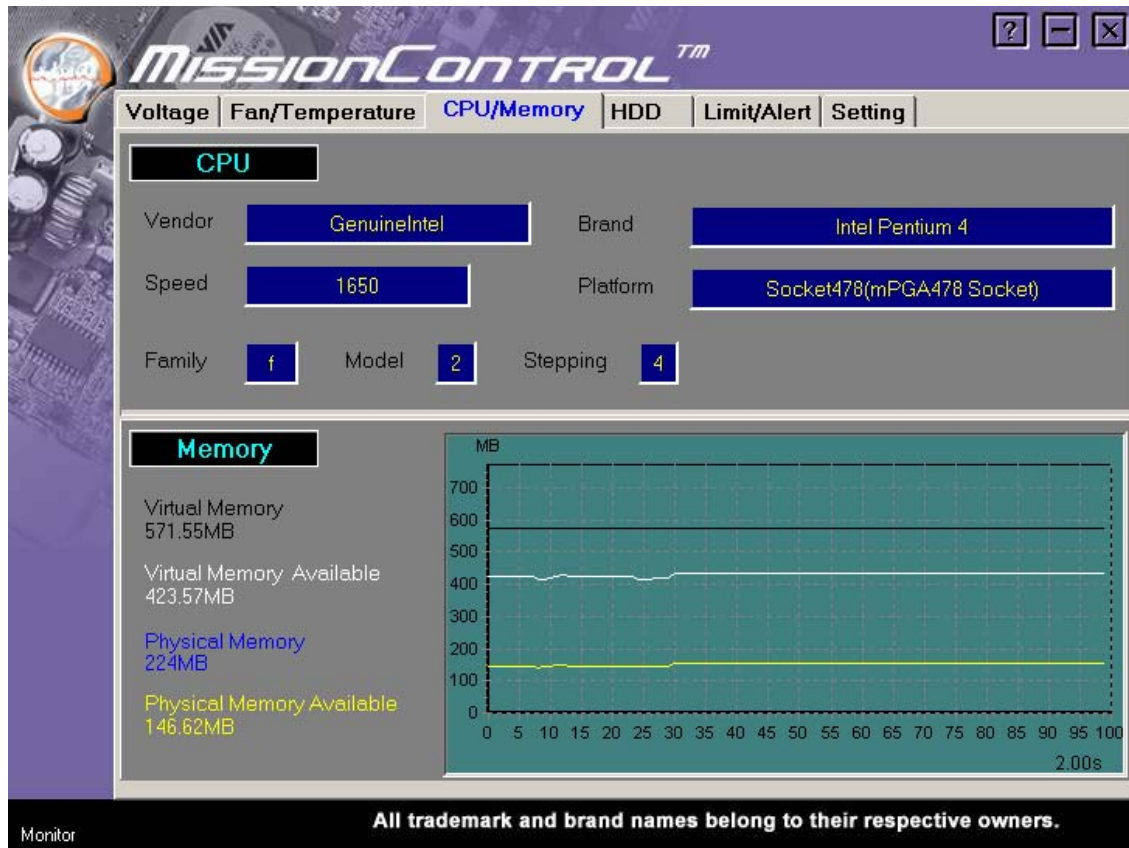 MissionControl™
? − ×
Voltage Fan/Temperature CPU/Memory HDD Limit/Alert Setting
CPU
Vendor GenuineIntel Brand Intel Pentium 4
Speed 1650 Platform Socket478(mPGA478 Socket)
Family f Model 2 Stepping 4
Memory
Virtual Memory
571.55MB
Virtual Memory Available
423.57MB
Physical Memory
224MB
Physical Memory Available
146.62MB
MB
700
600
500
400
300
200
100
0
0 5 10 15 20 25 30 35 40 45 50 55 60 65 70 75 80 85 90 95 100
2.00s
Monitor
All trademark and brand names belong to their respective owners.